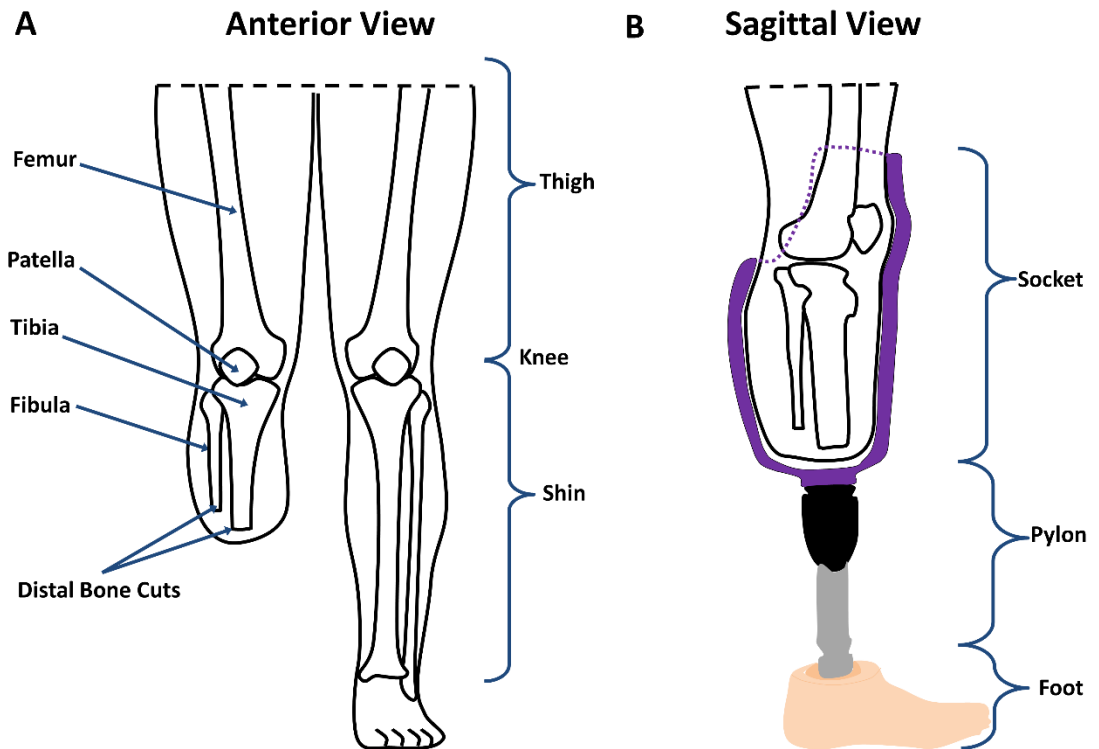 A
Anterior View
Femur
Patella
Tibia
Fibula
Distal Bone Cuts
Thigh
Knee
Shin
B
Sagittal View
Socket
Pylon
Foot